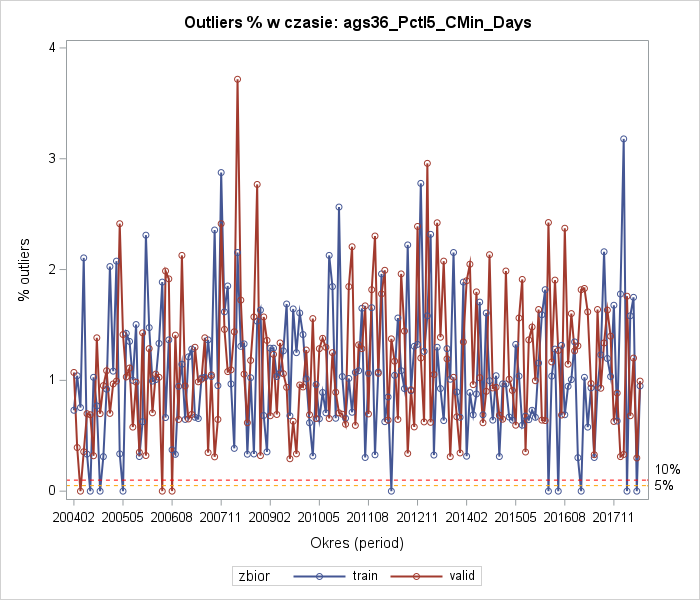 Outliers % w czasie: ags36_Pctl5_CMin_Days
% outliers
4
3
2
1
0
10%
5%
200402 200505 200608 200711 200902 201005 201108 201211 201402 201505 201608 201711
Okres (period)
zbior train valid